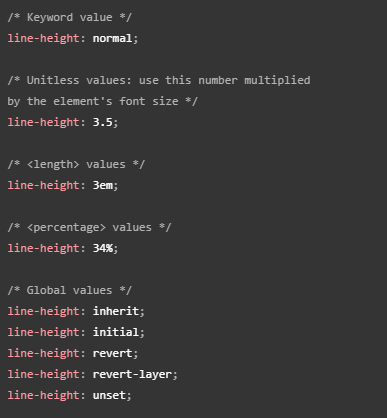 /* Keyword value */
line-height: normal;
/* Unitless values: use this number multiplied
by the element's font size */
line-height: 3.5;
/* <length> values */
line-height: 3em;
/* <percentage> values */
line-height: 34%;
/* Global values */
line-height: inherit;
line-height: initial;
line-height: revert;
line-height: revert-layer;
line-height: unset;